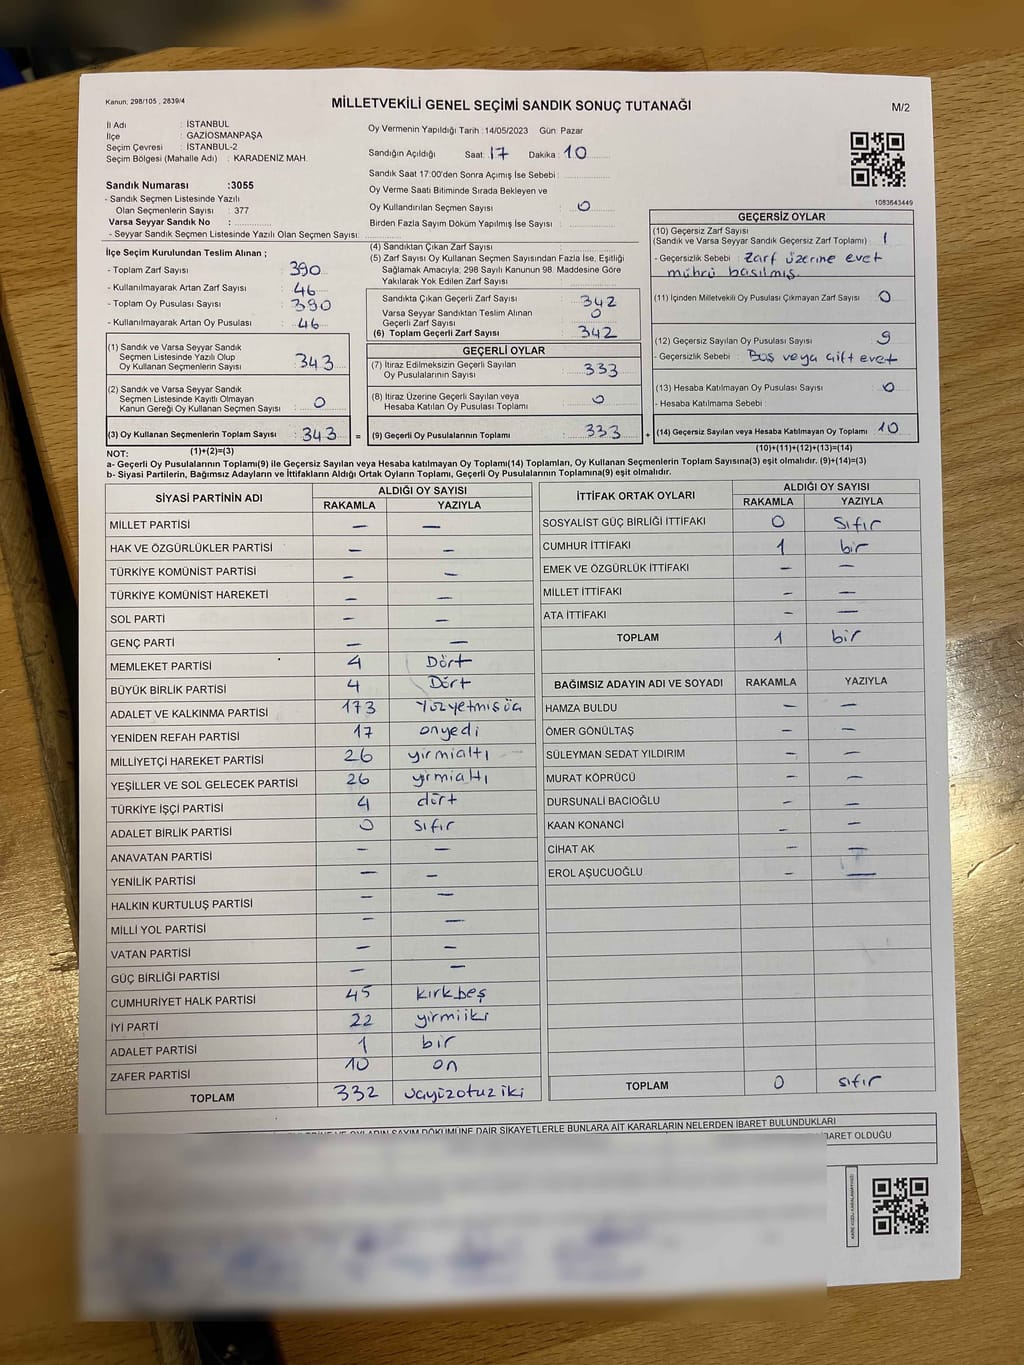 Kanun; 298/105 , 2839/4
MİLLETVEKİLİ GENEL SEÇİMİ SANDIK SONUÇ TUTANAĞI
M/2
İl Adı : İSTANBUL
İlçe : GAZİOSMANPAŞA
Seçim Çevresi : İSTANBUL-2
Seçim Bölgesi (Mahalle Adı) : KARADENİZ MAH.
Sandık Numarası :3055
- Sandık Seçmen Listesinde Yazılı
Olan Seçmenlerin Sayısı : 377
Varsa Seyyar Sandık No :
- Seyyar Sandık Seçmen Listesinde Yazılı Olan Seçmen Sayısı:
Oy Vermenin Yapıldığı Tarih : 14/05/2023 Gün: Pazar
Sandığın Açıldığı Saat :17 Dakika : 10
Sandık Saat 17:00'den Sonra Açımış İse Sebebi :
Oy Verme Saati Bitiminde Sırada Bekleyen ve
Oy Kullandırılan Seçmen Sayısı : 0
Birden Fazla Sayım Döküm Yapılmış İse Sayısı :
1083643449
İlçe Seçim Kurulundan Teslim Alınan ;
- Toplam Zarf Sayısı : 390
- Kullanılmayarak Artan Zarf Sayısı : 46
- Toplam Oy Pusulası Sayısı : 390
- Kullanılmayarak Artan Oy Pusulası : 46
(1) Sandık ve Varsa Seyyar Sandık
Seçmen Listesinde Yazılı Olup
Oy Kullanan Seçmenlerin Sayısı : 343
(2) Sandık ve Varsa Seyyar Sandık
Seçmen Listesinde Kayıtlı Olmayan
Kanun Gereği Oy Kullanan Seçmen Sayısı : 0
(3) Oy Kullanan Seçmenlerin Toplam Sayısı : 343 =
(1)+(2)=(3)
(4) Sandıktan Çıkan Zarf Sayısı :
(5) Zarf Sayısı Oy Kullanan Seçmen Sayısından Fazla İse, Eşitliği
Sağlamak Amacıyla; 298 Sayılı Kanunun 98. Maddesine Göre
Yakılarak Yok Edilen Zarf Sayısı :
Sandıkta Çıkan Geçerli Zarf Sayısı : 342
Varsa Seyyar Sandıktan Teslim Alınan
Geçerli Zarf Sayısı : 0
(6) Toplam Geçerli Zarf Sayısı : 342
GEÇERLİ OYLAR
(7) İtiraz Edilmeksizin Geçerli Sayılan
Oy Pusulalarının Sayısı : 333
(8) İtiraz Üzerine Geçerli Sayılan veya
Hesaba Katılan Oy Pusulası Toplamı : 0
(9) Geçerli Oy Pusulalarının Toplamı : 333 +
GEÇERSİZ OYLAR
(10) Geçersiz Zarf Sayısı
(Sandık ve Varsa Seyyar Sandık Geçersiz Zarf Toplamı) : 1
- Geçersizlik Sebebi : Zarf üzerine evet
mührü basılmış.
(11) İçinden Milletvekili Oy Pusulası Çıkmayan Zarf Sayısı : 0
(12) Geçersiz Sayılan Oy Pusulası Sayısı : 9
- Geçersizlik Sebebi : Boş veya çift evet
(13) Hesaba Katılmayan Oy Pusulası Sayısı : 0
- Hesaba Katılmama Sebebi :
(14) Geçersiz Sayılan veya Hesaba Katılmayan Oy Toplamı : 10
(10)+(11)+(12)+(13)=(14)
NOT:
a- Geçerli Oy Pusulalarının Toplamı(9) ile Geçersiz Sayılan veya Hesaba katılmayan Oy Toplamı(14) Toplamları, Oy Kullanan Seçmenlerin Toplam Sayısına(3) eşit olmalıdır. (9)+(14)=(3)
b- Siyasi Partilerin, Bağımsız Adayların ve İttifakların Aldığı Ortak Oyların Toplamı, Geçerli Oy Pusulalarının Toplamına(9) eşit olmalıdır.
SİYASİ PARTİNİN ADI ALDIĞI OY SAYISI
RAKAMLA YAZIYLA
MİLLET PARTİSİ — —
HAK VE ÖZGÜRLÜKLER PARTİSİ — —
TÜRKİYE KOMÜNİST PARTİSİ — —
TÜRKİYE KOMÜNİST HAREKETİ — —
SOL PARTİ — —
GENÇ PARTİ — —
MEMLEKET PARTİSİ 4 Dört
BÜYÜK BİRLİK PARTİSİ 4 Dört
ADALET VE KALKINMA PARTİSİ 173 Yüzyetmişüç
YENİDEN REFAH PARTİSİ 17 onyedi
MİLLİYETÇİ HAREKET PARTİSİ 26 yirmialtı
YEŞİLLER VE SOL GELECEK PARTİSİ 26 yirmialtı
TÜRKİYE İŞÇİ PARTİSİ 4 dört
ADALET BİRLİK PARTİSİ 0 sıfır
ANAVATAN PARTİSİ — —
YENİLİK PARTİSİ — —
HALKIN KURTULUŞ PARTİSİ — —
MİLLİ YOL PARTİSİ — —
VATAN PARTİSİ — —
GÜÇ BİRLİĞİ PARTİSİ — —
CUMHURİYET HALK PARTİSİ 45 kırkbeş
İYİ PARTİ 22 yirmiiki
ADALET PARTİSİ 1 bir
ZAFER PARTİSİ 10 on
TOPLAM 332 üçyüzotuziki
İTTİFAK ORTAK OYLARI ALDIĞI OY SAYISI
RAKAMLA YAZIYLA
SOSYALİST GÜÇ BİRLİĞİ İTTİFAKI 0 Sıfır
CUMHUR İTTİFAKI 1 bir
EMEK VE ÖZGÜRLÜK İTTİFAKI — —
MİLLET İTTİFAKI — —
ATA İTTİFAKI — —
TOPLAM 1 bir
BAĞIMSIZ ADAYIN ADI VE SOYADI RAKAMLA YAZIYLA
HAMZA BULDU — —
ÖMER GÖNÜLTAŞ — —
SÜLEYMAN SEDAT YILDIRIM — —
MURAT KÖPRÜCÜ — —
DURSUNALİ BACIOĞLU — —
KAAN KONANCİ — —
CİHAT AK — —
EROL AŞUCUOĞLU — —
TOPLAM 0 sıfır
OYLARIN SAYIM DÖKÜMÜNE DAİR ŞİKAYETLERLE BUNLARA AİT KARARLARIN NELERDEN İBARET BULUNDUKLARI
İBARET OLDUĞU